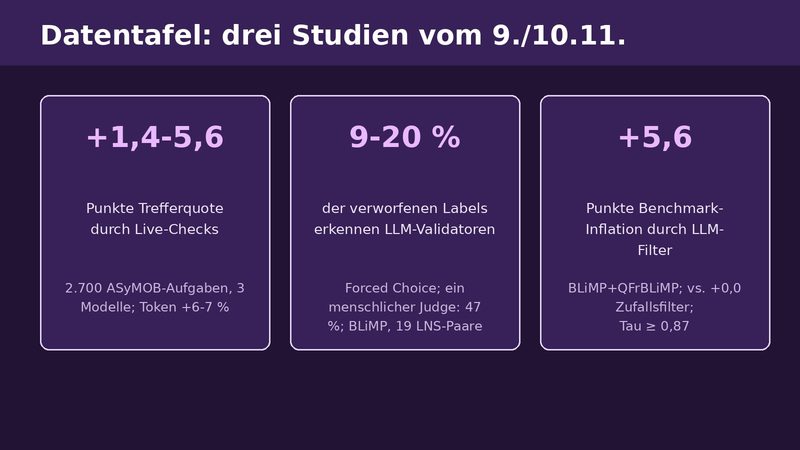 Datentafel: drei Studien vom 9./10.11.
+1,4-5,6
Punkte Trefferquote
durch Live-Checks
2.700 ASyMOB-Aufgaben, 3
Modelle; Token +6-7 %
9-20 %
der verworfenen Labels
erkennen LLM-Validatoren
Forced Choice; ein
menschlicher Judge: 47
%; BLiMP, 19 LNS-Paare
+5,6
Punkte Benchmark-
Inflation durch LLM-
Filter
BLiMP+QFrBLiMP; vs. +0,0
Zufallsfilter;
Tau ≥ 0,87